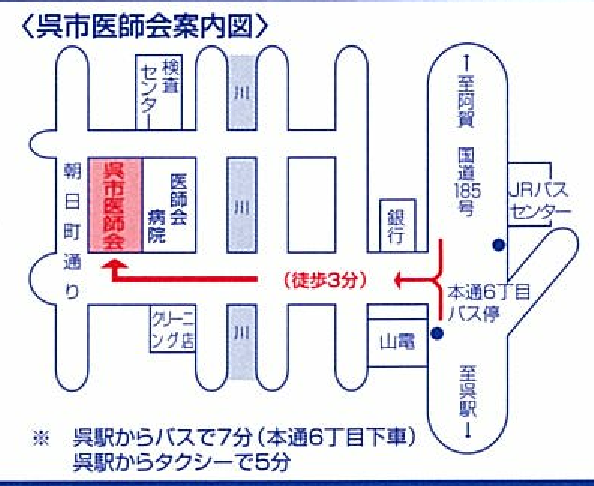 〈呉市医師会案内図〉
検査
センター
川
↑
至阿賀
国道
185
号
朝日町通り
呉市医師会
医師会
病院
川
銀行
JRバス
センター
(徒歩3分)
本通6丁目
バス停
クリーニ
ング店
川
山電
至呉駅
↓
※ 呉駅からバスで7分(本通6丁目下車)
呉駅からタクシーで5分